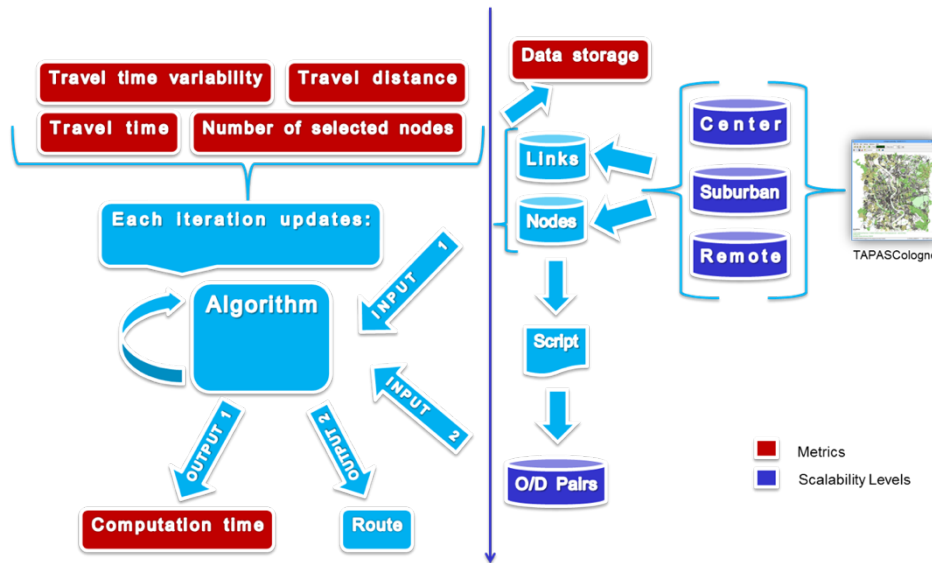 Travel time variability
Travel distance
Travel time
Number of selected nodes
Each iteration updates:
Algorithm
INPUT 1
INPUT 2
OUTPUT 1
OUTPUT 2
Computation time
Route
Data storage
Links
Nodes
Script
O/D Pairs
Center
Suburban
Remote
TAPASCologne
Metrics
Scalability Levels